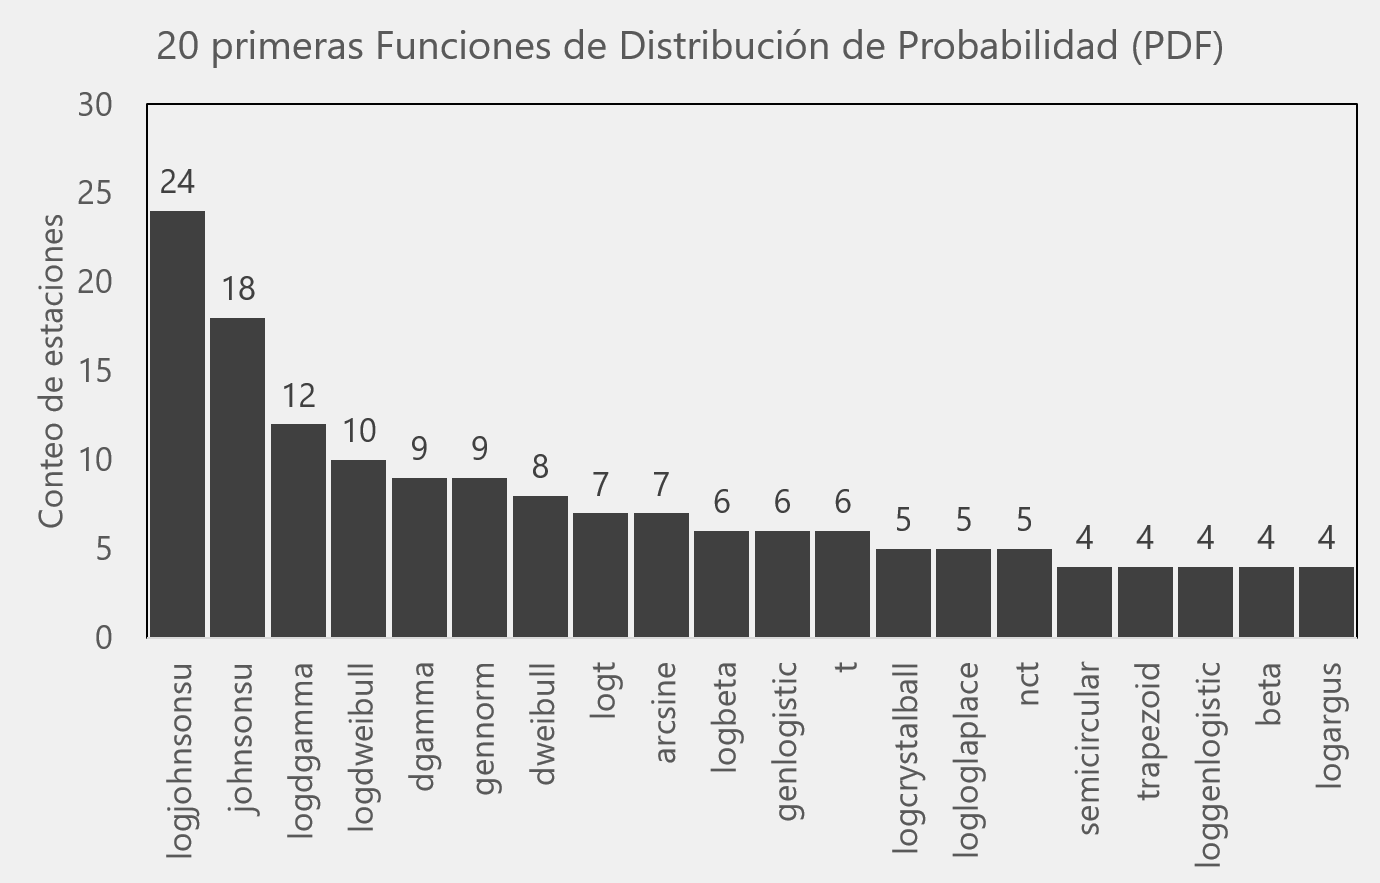 20 primeras Funciones de Distribución de Probabilidad (PDF)
Conteo de estaciones
30
25
20
15
10
5
0
24
18
12
10
9
9
8
7
7
6
6
6
5
5
5
4
4
4
4
4
logjohnsonsu
johnsonsu
logdgamma
logdweibull
dgamma
gennorm
dweibull
logt
arcsine
logbeta
genlogistic
t
logcrystalball
logloglaplace
nct
semicircular
trapezoid
loggenlogistic
beta
logargus